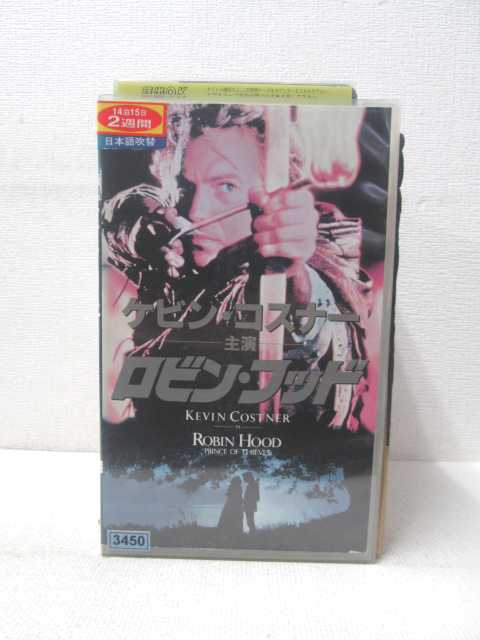 14泊15日
2週間
日本語吹替
ケビン・コスナー
主演
ロビン・フッド
KEVIN COSTNER
ROBIN HOOD
PRINCE OF THIEVES
3450